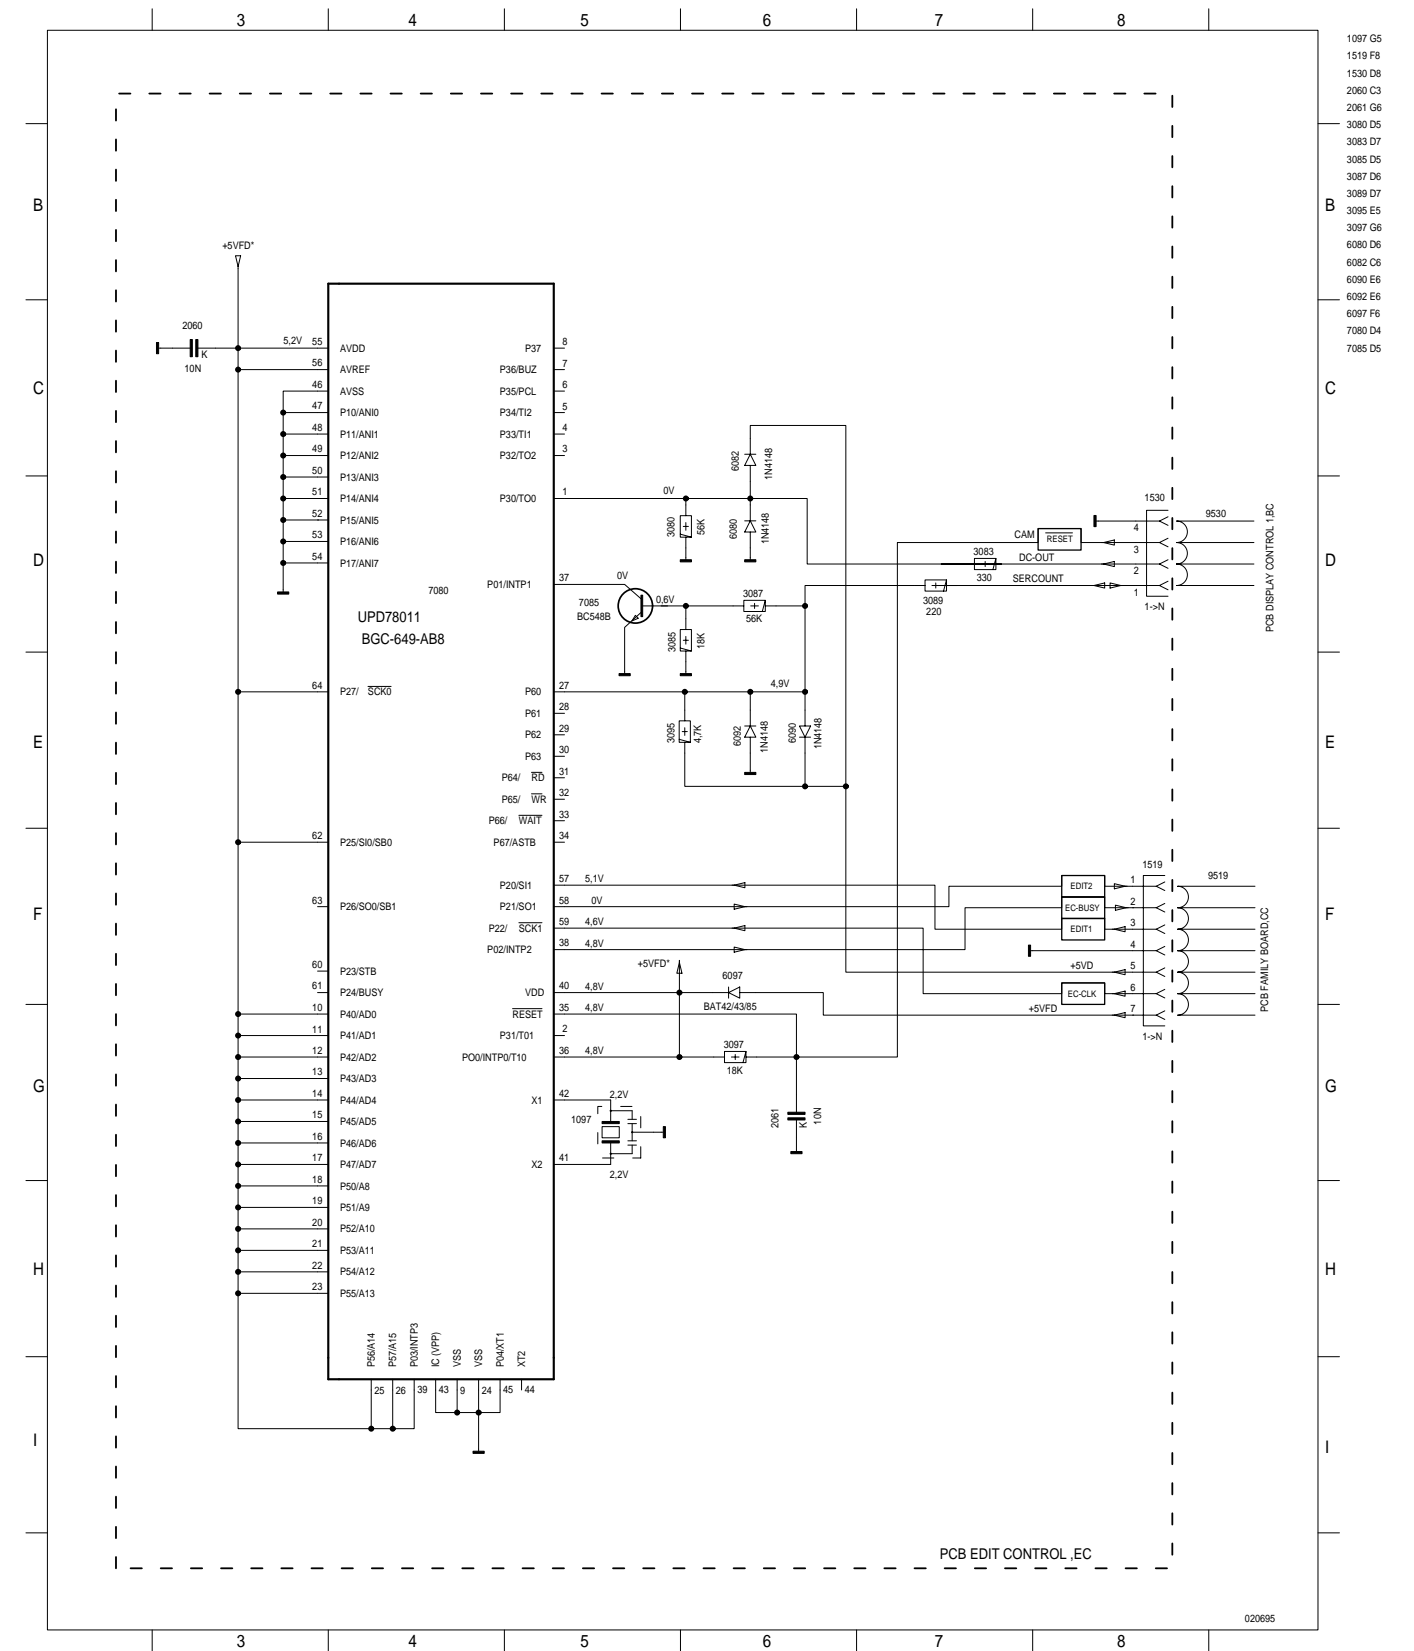 3 4 5 6 7 8
1097 G5
1519 F8
1530 D8
2060 C3
2061 G6
3080 D5
3083 D7
3085 D5
3087 D6
3089 D7
3095 E5
3097 G6
6080 D6
6082 C6
6090 E6
6092 E6
6097 F6
7080 D4
7085 D5
B B
+5VFD*
2060
K
10N
5,2V 55 AVDD
56 AVREF
46 AVSS
47 P10/ANI0
48 P11/ANI1
49 P12/ANI2
50 P13/ANI3
51 P14/ANI4
52 P15/ANI5
53 P16/ANI6
54 P17/ANI7
C C
P37 8
P36/BUZ 7
P35/PCL 6
P34/TI2 5
P33/TI1 4
P32/TO2 3
P30/TO0 1 0V
6082 1N4148
3080 56K
6080 1N4148
D D
1530
9530
4
CAM RESET 3
3083
330
DC-OUT 2
SERCOUNT 1
3089
220
1->N
PCB DISPLAY CONTROL 1,BC
7080
UPD78011
BGC-649-AB8
P01/INTP1 37 0V
7085
BC548B
0,6V
3087
56K
3085 18K
64 P27/ SCK0
P60 27 4,9V
P61 28
P62 29
P63 30
P64/ RD 31
P65/ WR 32
P66/ WAIT 33
P67/ASTB 34
3095 4,7K
6092 1N4148
6090 1N4148
E E
62 P25/SI0/SB0
63 P26/SO0/SB1
F F
P20/SI1 57 5,1V
P21/SO1 58 0V
P22/ SCK1 59 4,6V
P02/INTP2 38 4,8V
1519
9519
EDIT2 1
EC-BUSY 2
EDIT1 3
4
+5VD 5
EC-CLK 6
+5VFD 7
1->N
PCB FAMILY BOARD,CC
60 P23/STB
61 P24/BUSY
+5VFD*
6097
BAT42/43/85
VDD 40 4,8V
RESET 35 4,8V
P31/T01 2
PO0/INTP0/T10 36 4,8V
3097
18K
2061 K 10N
10 P40/AD0
11 P41/AD1
12 P42/AD2
13 P43/AD3
14 P44/AD4
15 P45/AD5
16 P46/AD6
17 P47/AD7
18 P50/A8
19 P51/A9
20 P52/A10
21 P53/A11
22 P54/A12
23 P55/A13
G G
X1 42 2,2V
1097
X2 41
2,2V
H H
P56/A14
P57/A15
P03/INTP3
IC (VPP)
VSS
VSS
P04/XT1
XT2
25 26 39 43 9 24 45 44
I I
PCB EDIT CONTROL ,EC
020695
3 4 5 6 7 8